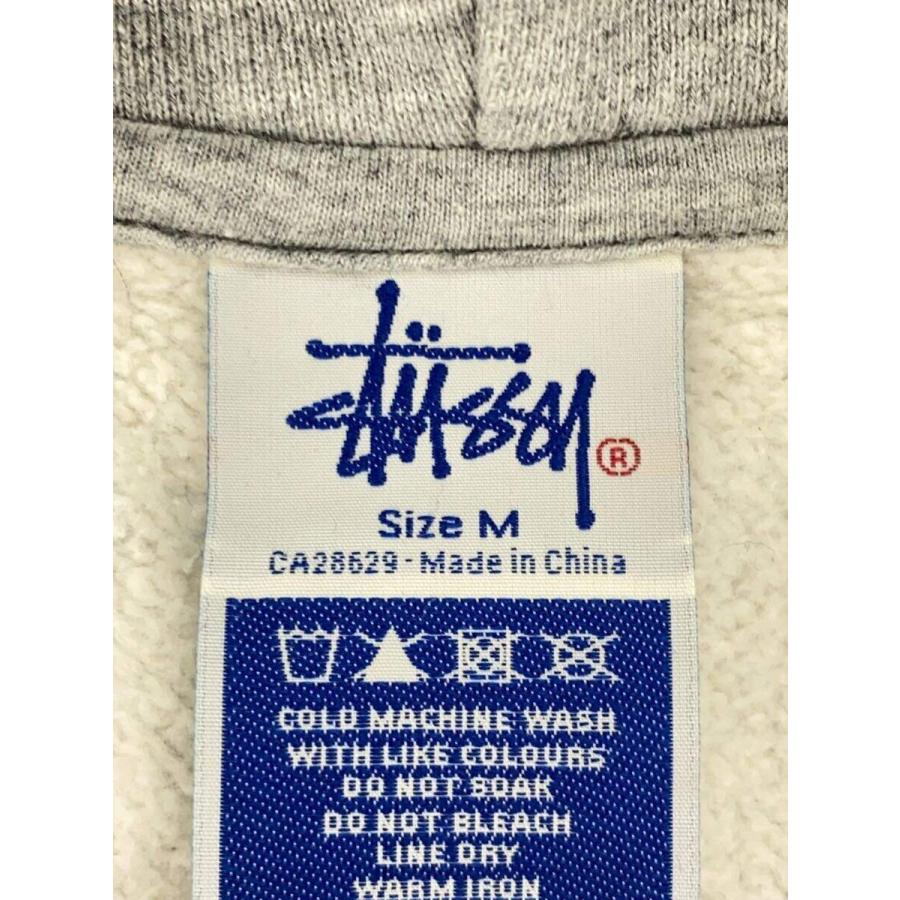 Stüssy ®
Size M
CA28629 - Made in China
COLD MACHINE WASH
WITH LIKE COLOURS
DO NOT SOAK
DO NOT BLEACH
LINE DRY
WARM IRON